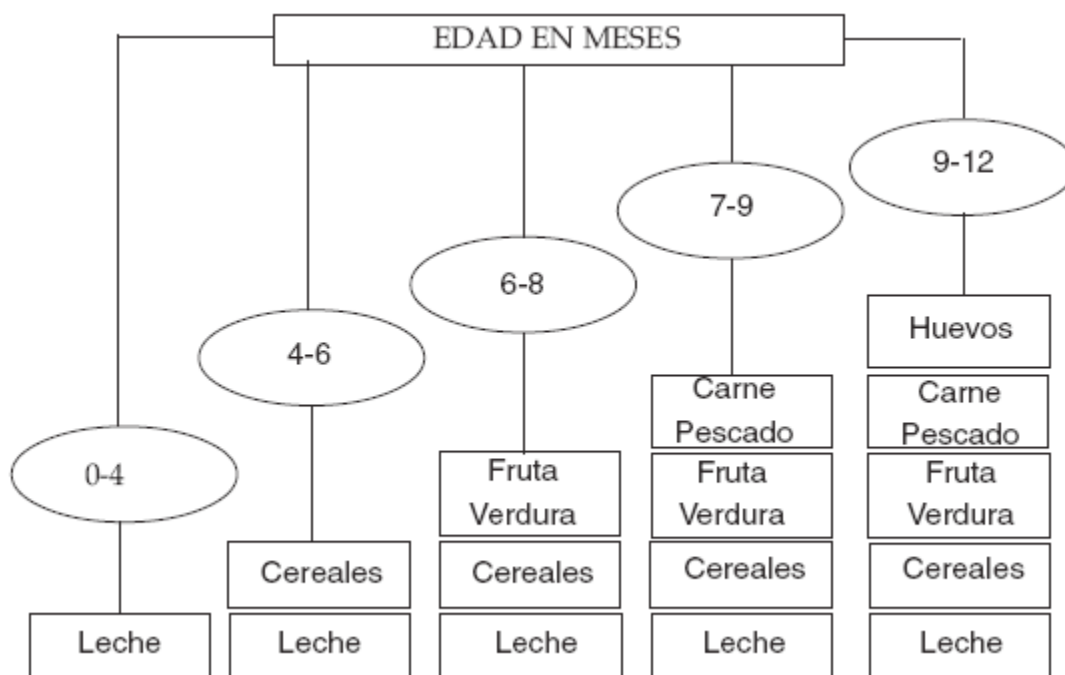 EDAD EN MESES
0-4
Leche
4-6
Cereales
Leche
6-8
Fruta
Verdura
Cereales
Leche
7-9
Carne
Pescado
Fruta
Verdura
Cereales
Leche
9-12
Huevos
Carne
Pescado
Fruta
Verdura
Cereales
Leche